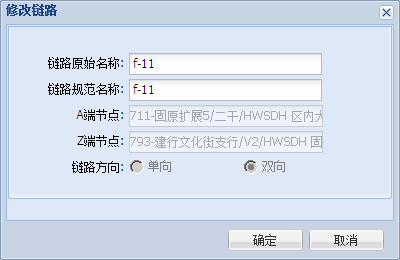 修改链路
链路原始名称: f-11
链路规范名称: f-11
A端节点: 711-固原扩展5/二干/HWSDH 区内大
Z端节点: 793-建行文化街支行/V2/HWSDH 固
链路方向: 单向 双向
确定 取消